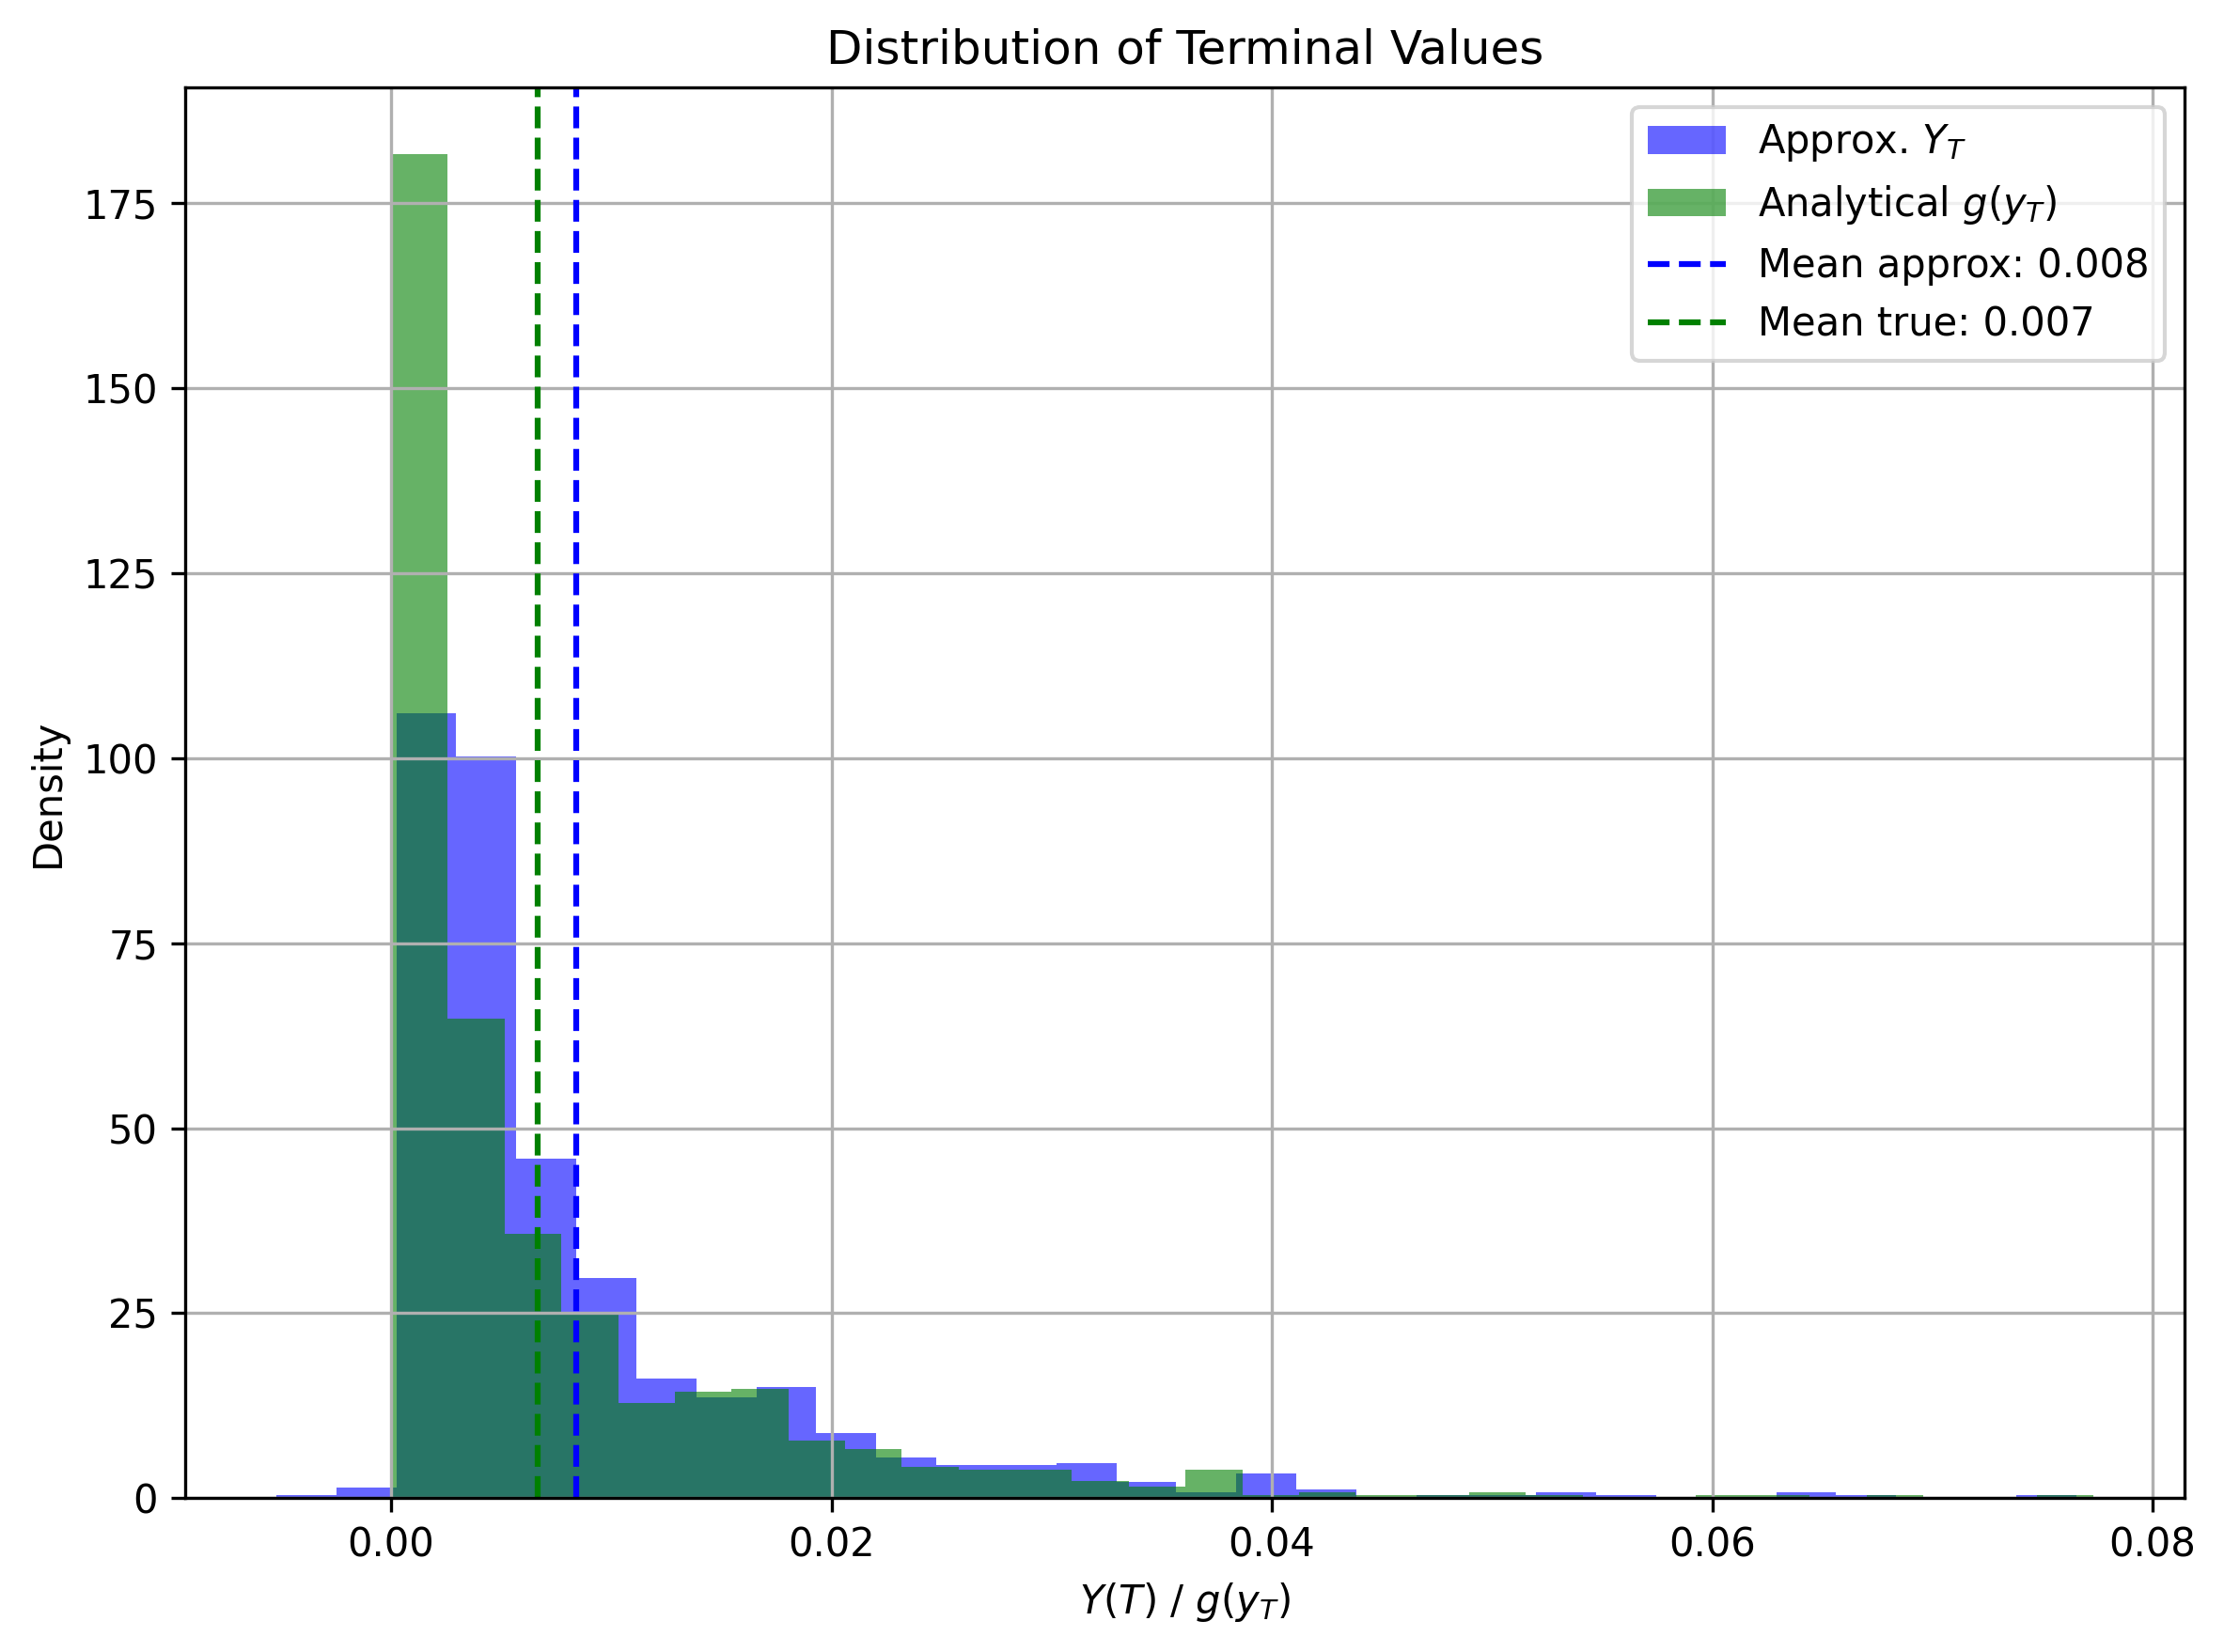 Distribution of Terminal Values
Approx. Y_T
Analytical g(y_T)
Mean approx: 0.008
Mean true: 0.007
175
150
125
100
75
50
25
0
Density
0.00 0.02 0.04 0.06 0.08
Y(T) / g(y_T)